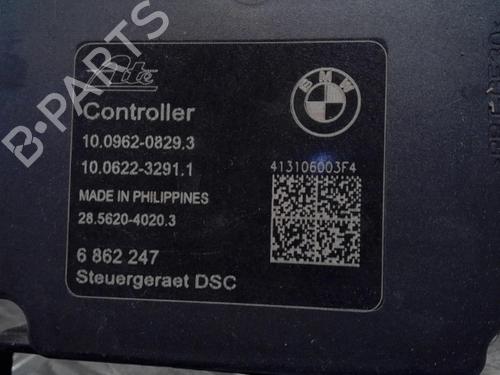 Ate
BMW
Controller
10.0962-0829.3
10.0622-3291.1
413106003F4
MADE IN PHILIPPINES
28.5620-4020.3
6 862 247
Steuergeraet DSC
B-PARTS